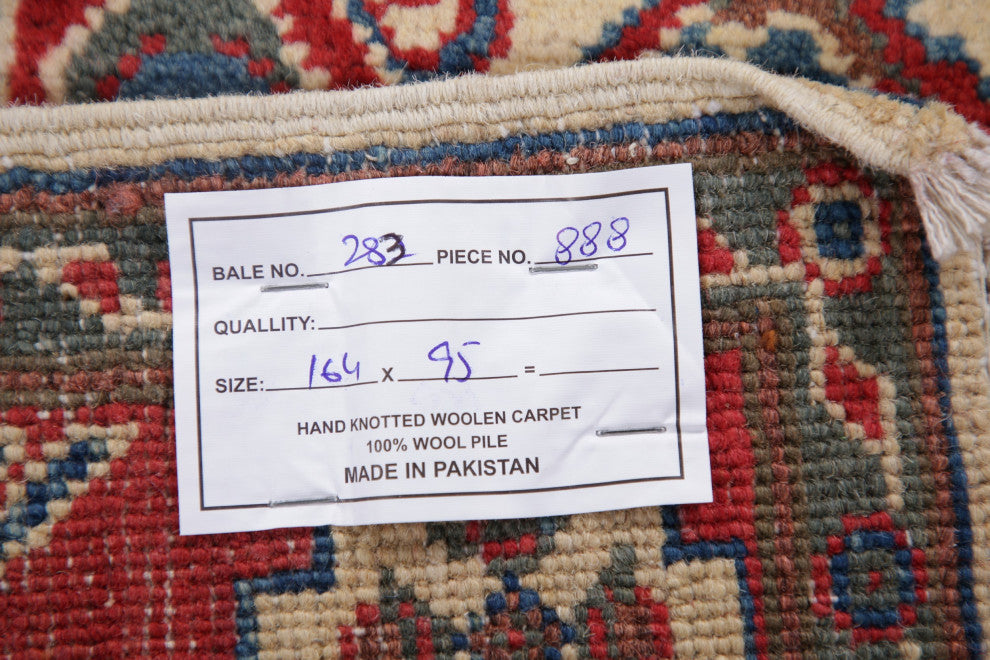 BALE NO. 283 PIECE NO. 888
QUALLITY:
SIZE: 164 X 95 =
HAND KNOTTED WOOLEN CARPET
100% WOOL PILE
MADE IN PAKISTAN